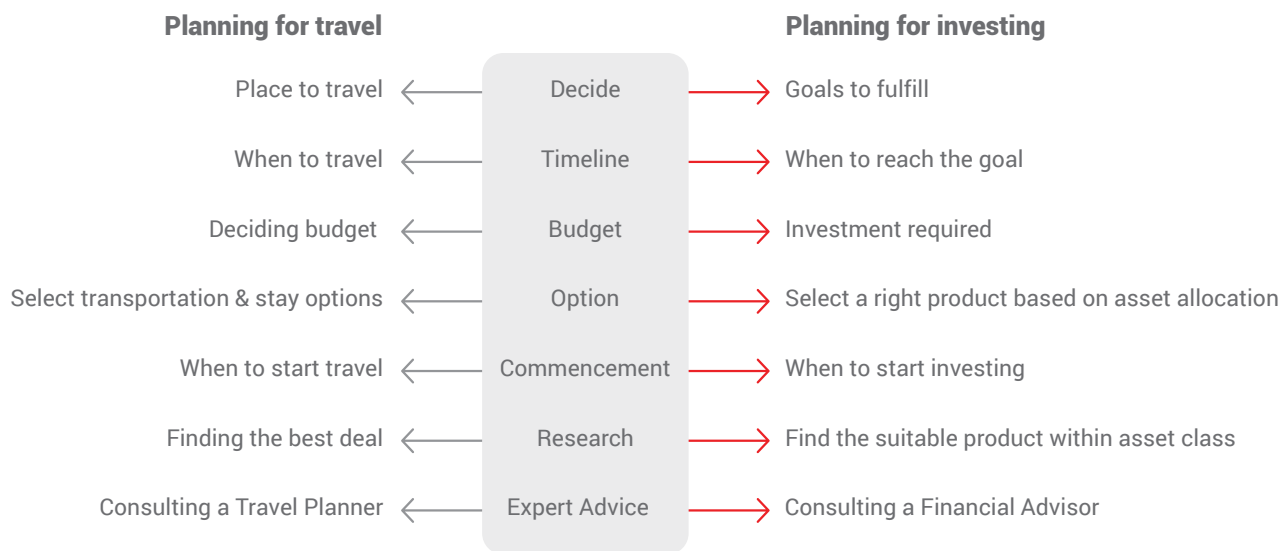 Planning for travel Planning for investing
Place to travel Decide Goals to fulfill
When to travel Timeline When to reach the goal
Deciding budget Budget Investment required
Select transportation & stay options Option Select a right product based on asset allocation
When to start travel Commencement When to start investing
Finding the best deal Research Find the suitable product within asset class
Consulting a Travel Planner Expert Advice Consulting a Financial Advisor